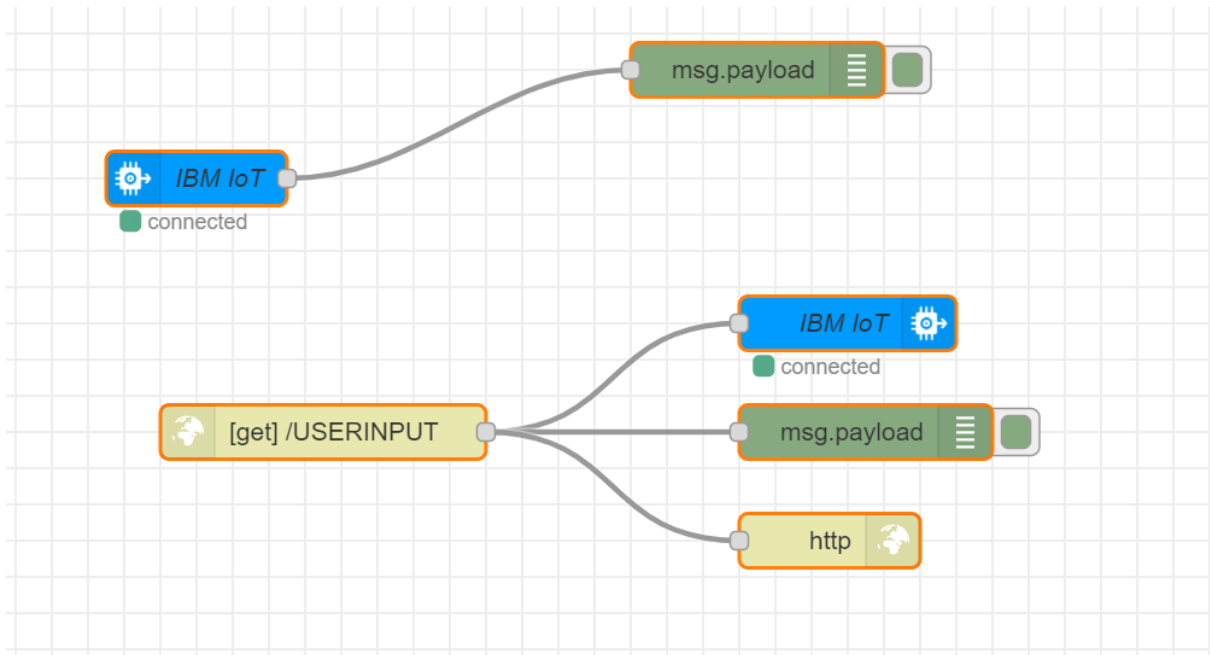 msg.payload
IBM IoT
connected
IBM IoT
connected
[get] /USERINPUT
msg.payload
http